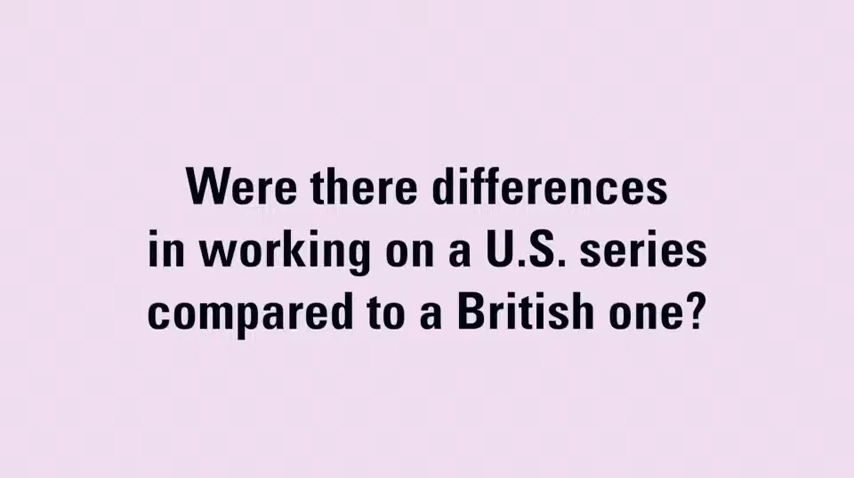 Were there differences
in working on a U.S. series
compared to a British one?